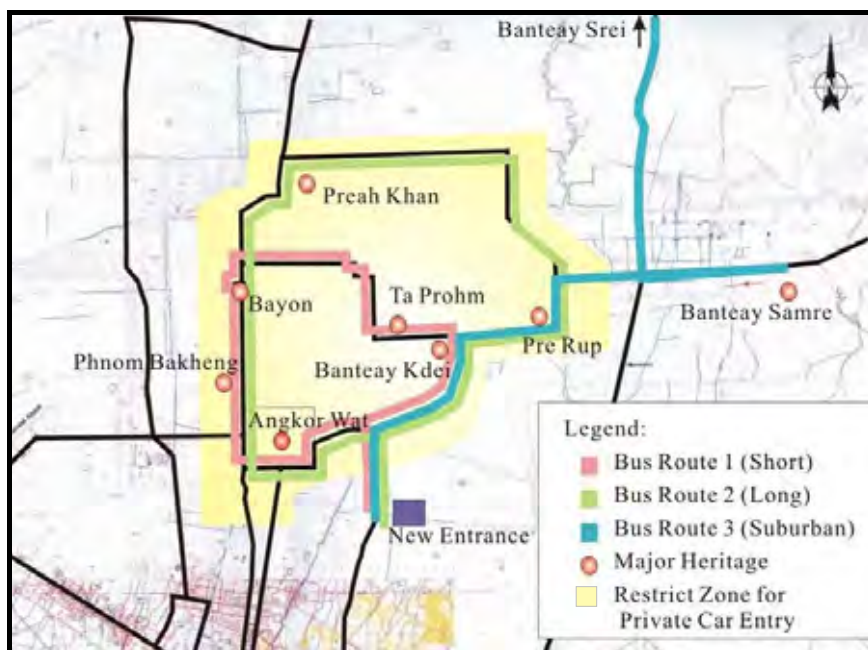 Banteay Srei
N
Preah Khan
Bayon
Ta Prohm
Banteay Samre
Pre Rup
Phnom Bakheng
Banteay Kdei
Angkor Wat
New Entrance
Legend:
Bus Route 1 (Short)
Bus Route 2 (Long)
Bus Route 3 (Suburban)
Major Heritage
Restrict Zone for
Private Car Entry